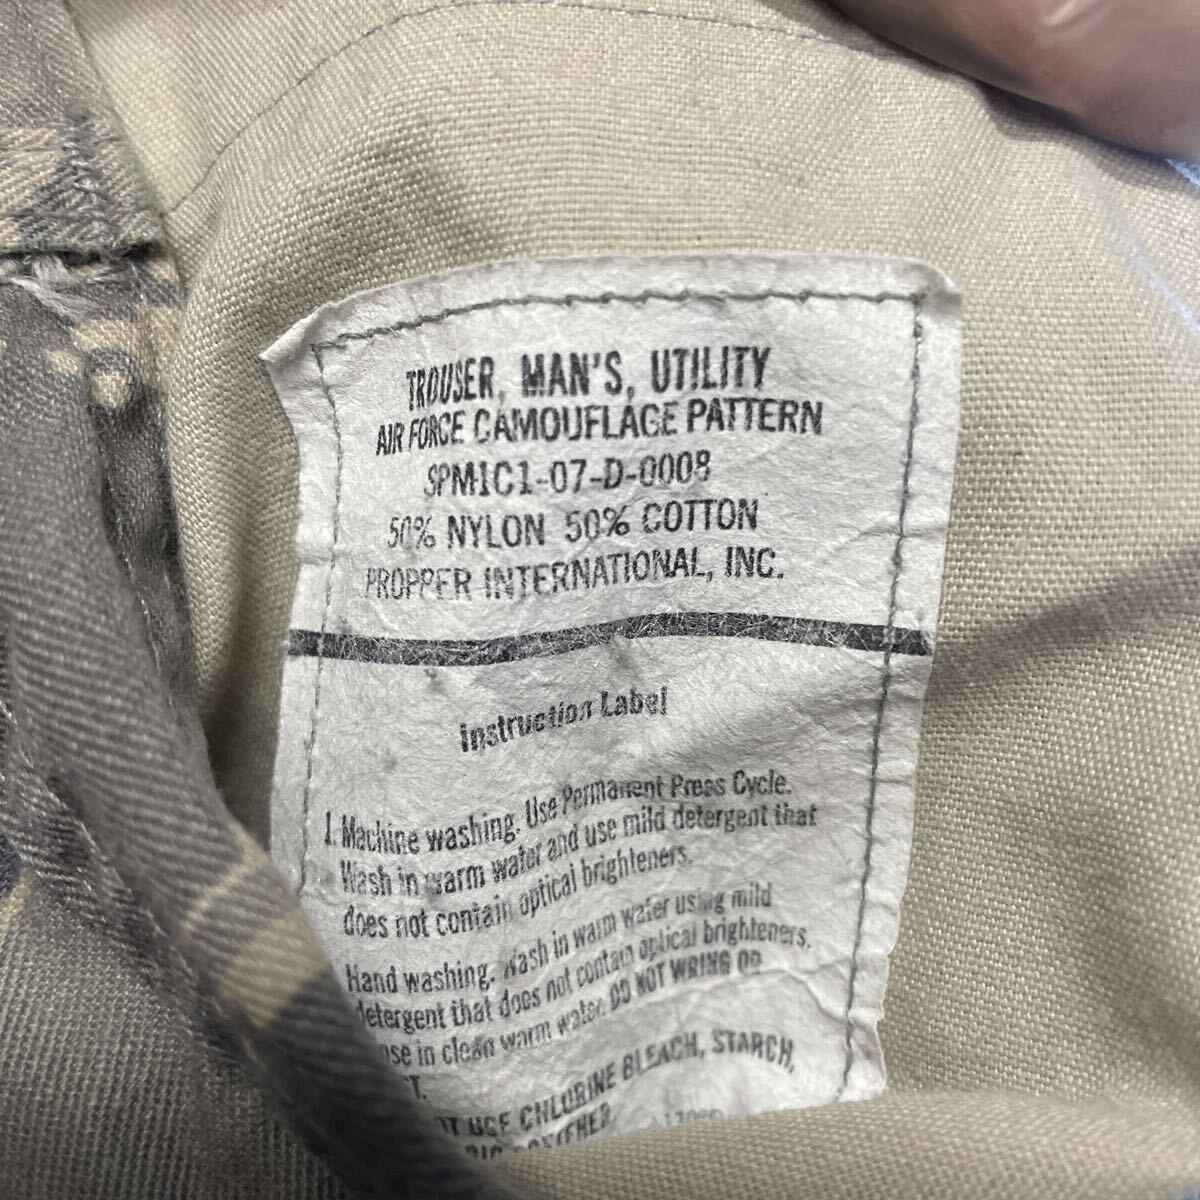 TROUSER, MAN'S, UTILITY
AIR FORCE CAMOUFLAGE PATTERN
SPM1C1-07-D-0008
50% NYLON 50% COTTON
PROPPER INTERNATIONAL, INC.
Instruction Label
1. Machine washing. Use Permanent Press Cycle.
Wash in warm water and use mild detergent that
does not contain optical brighteners.
Hand washing. Wash in warm water using mild
detergent that does not contain optical brighteners.
in clean warm water. DO NOT WRING OR
CHLORINE BLEACH, STARCH,